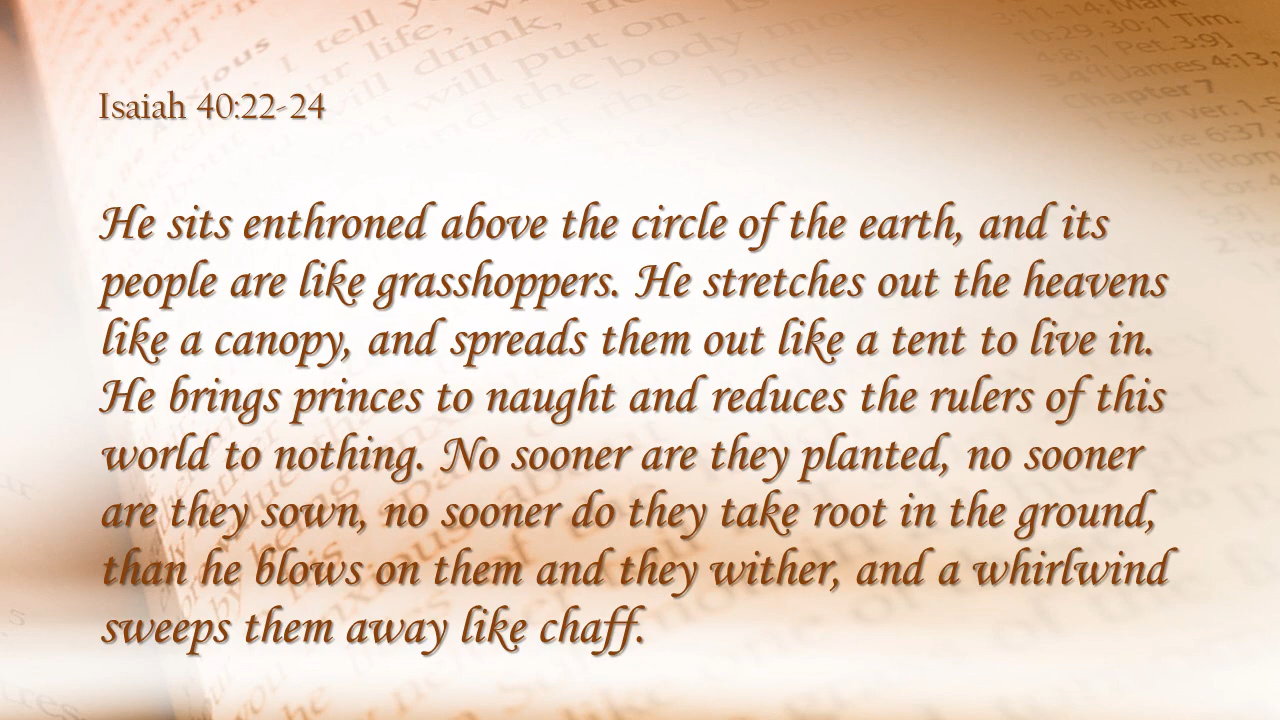 Isaiah 40:22-24
He sits enthroned above the circle of the earth, and its
people are like grasshoppers. He stretches out the heavens
like a canopy, and spreads them out like a tent to live in.
He brings princes to naught and reduces the rulers of this
world to nothing. No sooner are they planted, no sooner
are they sown, no sooner do they take root in the ground,
than he blows on them and they wither, and a whirlwind
sweeps them away like chaff.